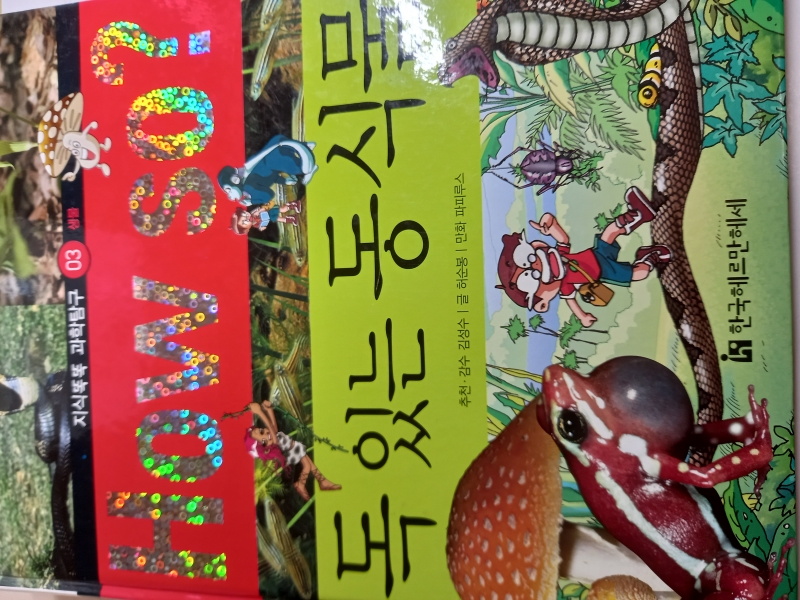 지식똑똑 과학탐구 03 생물
HOW SO?
독 있는 동식물
추천·감수 김성수 | 글 허순봉 | 만화 파피루스
한국헤르만헤세